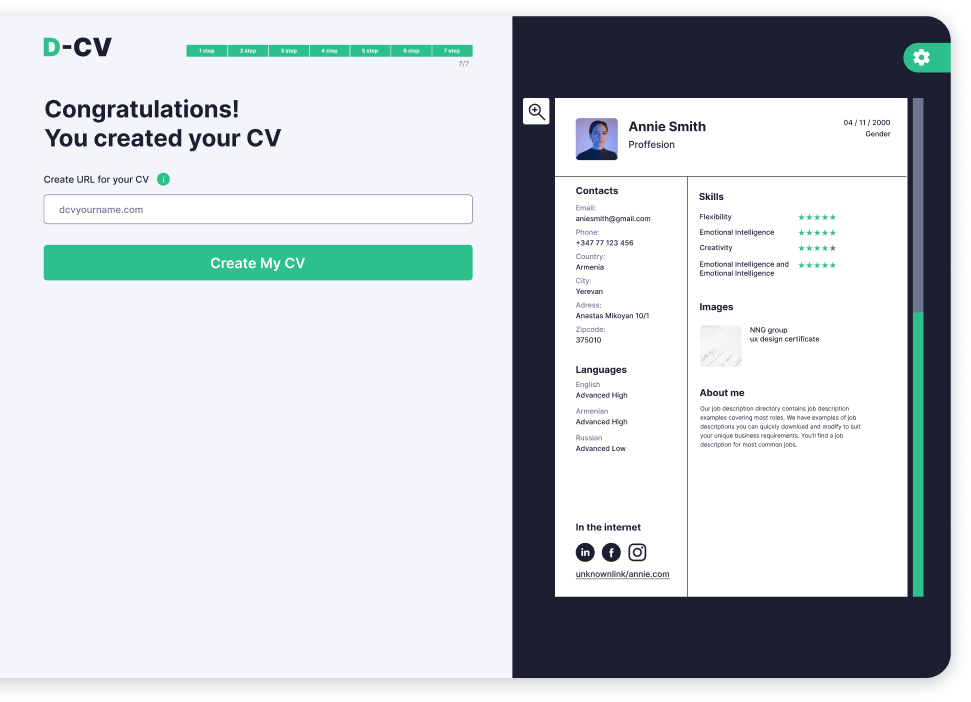 D-CV
1 step 2 step 3 step 4 step 5 step 6 step 7 step
7/7
Congratulations!
You created your CV
Create URL for your CV
dcvyourname.com
Create My CV
Annie Smith
Proffesion
04 / 11 / 2000
Gender
Contacts
Email:
aniesmith@gmail.com
Phone:
+347 77 123 456
Country:
Armenia
City:
Yerevan
Adress:
Anastas Mikoyan 10/1
Zipcode:
375010
Languages
English
Advanced High
Armenian
Advanced High
Russian
Advanced Low
In the internet
in f
unknownlink/annie.com
Skills
Flexibility
Emotional Intelligence
Creativity
Emotional Intelligence and
Emotional Intelligence
Images
NNG group
ux design certificate
About me
Our job description directory contains job description
examples covering most roles. We have examples of job
descriptions you can quickly download and modify to suit
your unique business requirements. You'll find a job
description for most common jobs.